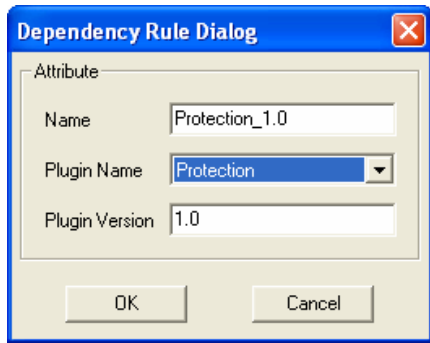 Dependency Rule Dialog
Attribute
Name Protection_1.0
Plugin Name Protection
Plugin Version 1.0
OK Cancel